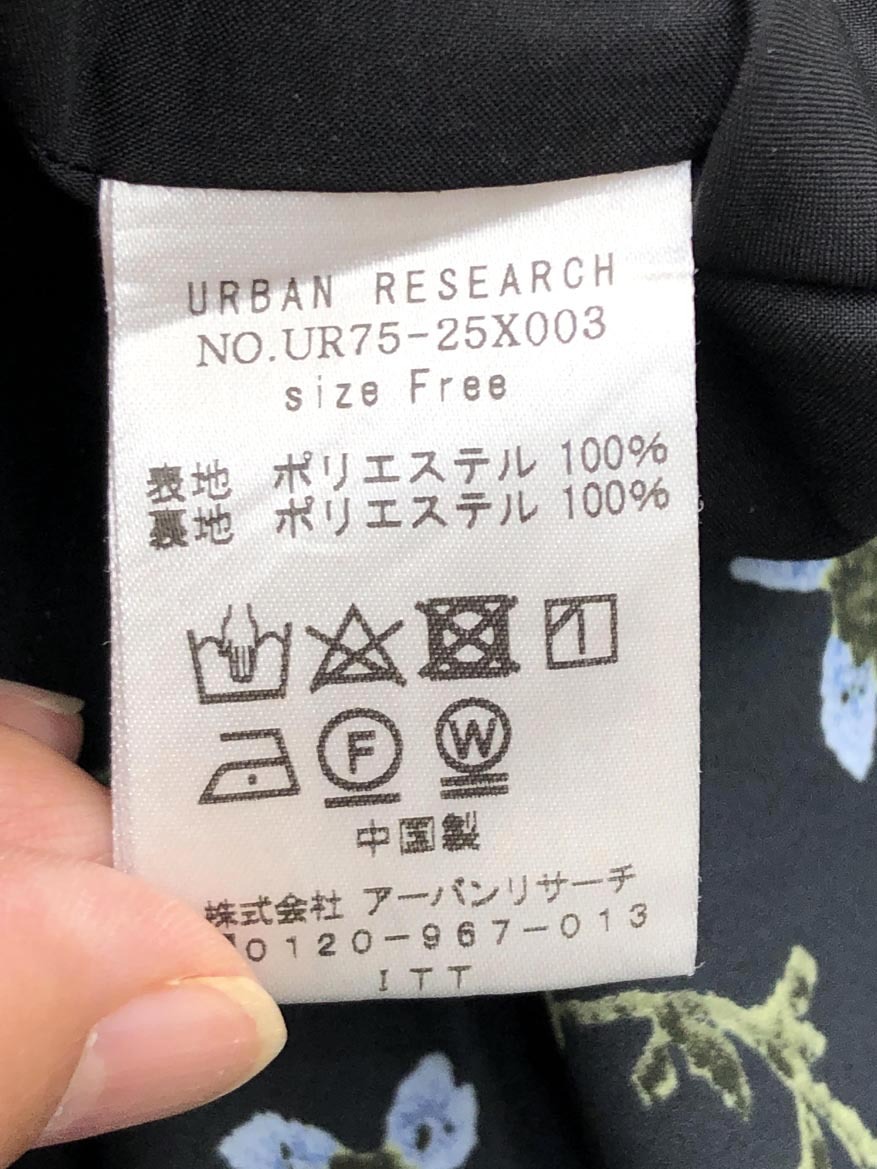 URBAN RESEARCH
NO.UR75-25X003
size Free
表地 ポリエステル 100%
裏地 ポリエステル 100%
F W
中国製
株式会社 アーバンリサーチ
0120-967-013
ITT